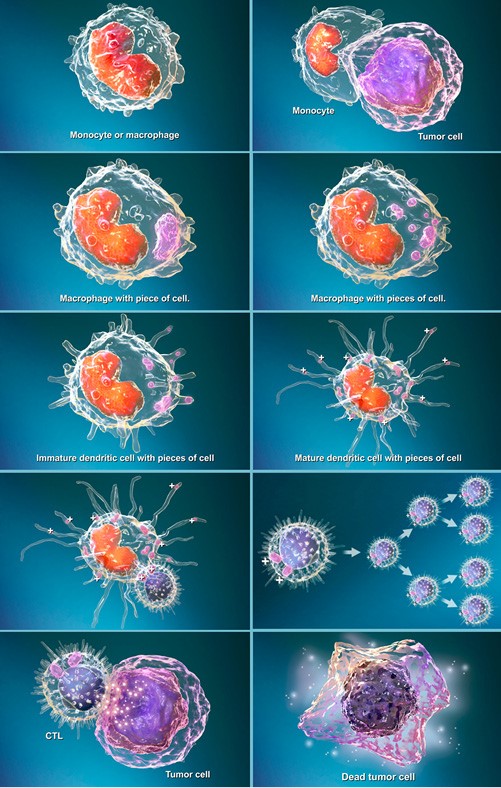 Monocyte or macrophage
Monocyte
Tumor cell
Macrophage with piece of cell.
Macrophage with pieces of cell.
Immature dendritic cell with pieces of cell
Mature dendritic cell with pieces of cell
CTL
Tumor cell
Dead tumor cell